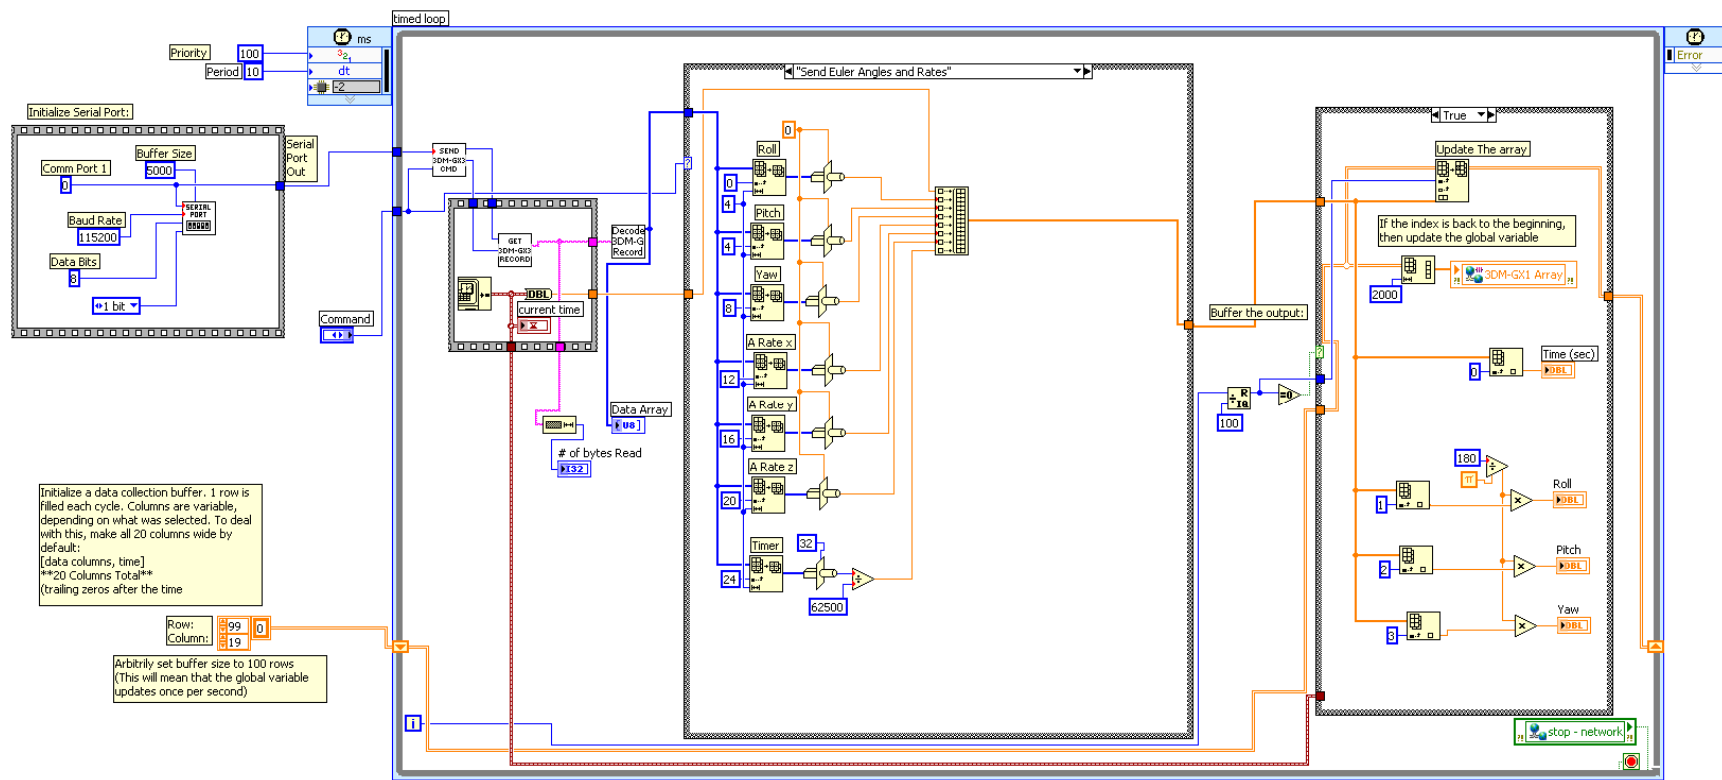 timed loop
ms
Priority
100
Period
10
dt
-2
Error
Initialize Serial Port:
Serial
Port
Out
Buffer Size
5000
Comm Port 1
0
SERIAL
PORT
Baud Rate
115200
Data Bits
8
1 bit
Command
SEND
3DM-GX3
CMD
GET
3DM-GX3
RECORD
DBL
current time
Decode
3DM-G
Record
Data Array
U8
# of bytes Read
I32
"Send Euler Angles and Rates"
0
Roll
0
4
Pitch
4
Yaw
8
A Rate x
12
A Rate y
16
A Rate z
20
Timer
32
24
62500
Buffer the output:
R
IQ
100
=0
True
Update The array
If the index is back to the beginning,
then update the global variable
3DM-GX1 Array
2000
Time (sec)
0
DBL
180
π
Roll
1
DBL
Pitch
2
DBL
Yaw
3
DBL
Initialize a data collection buffer. 1 row is
filled each cycle. Columns are variable,
depending on what was selected. To deal
with this, make all 20 columns wide by
default:
[data columns, time]
**20 Columns Total**
(trailing zeros after the time
Row:
99
0
Column:
19
Arbitrily set buffer size to 100 rows
(This will mean that the global variable
updates once per second)
i
stop - network